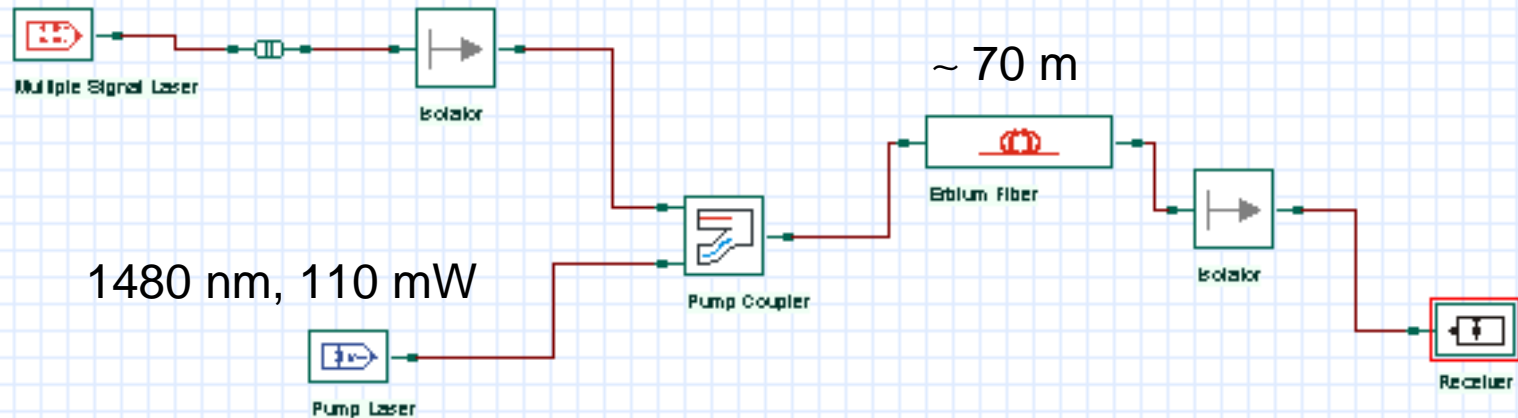 ~ 70 m
Multiple Signal Laser
Isolator
Erbium Fiber
Isolator
1480 nm, 110 mW
Pump Coupler
Pump Laser
Receiver